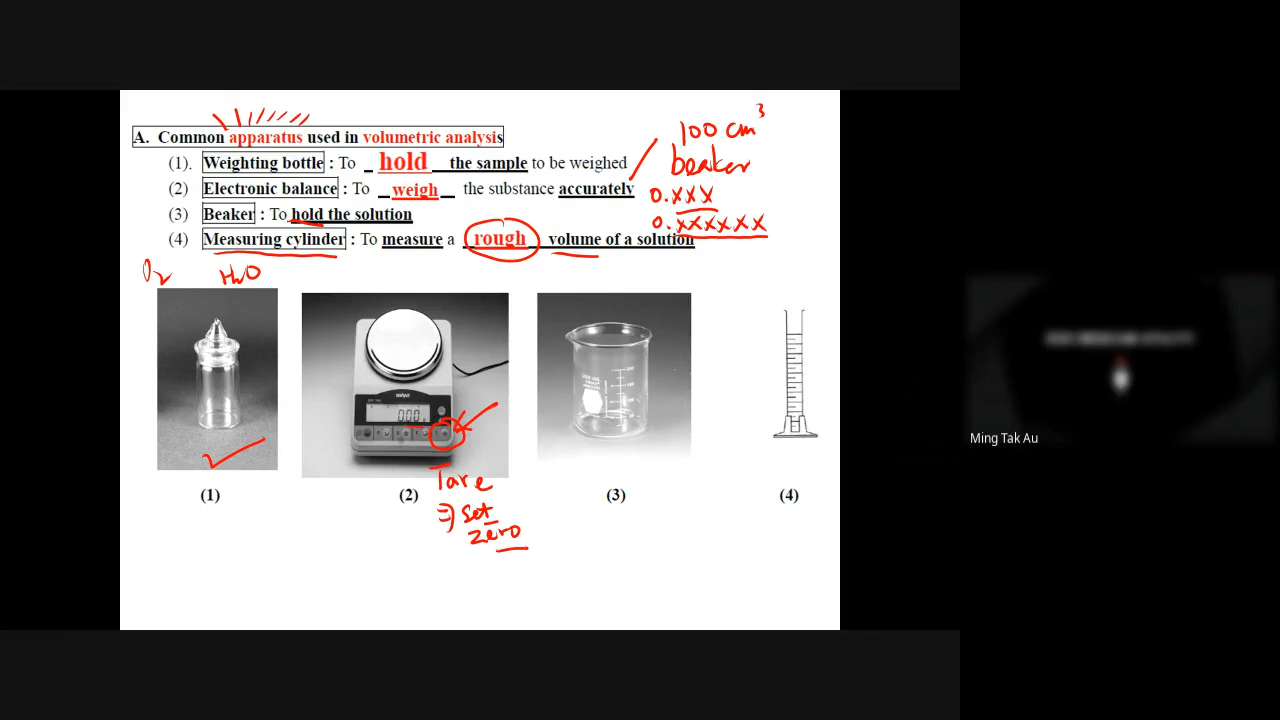 A. Common apparatus used in volumetric analysis
(1). Weighting bottle : To hold the sample to be weighed
(2) Electronic balance : To weigh the substance accurately
(3) Beaker : To hold the solution
(4) Measuring cylinder : To measure a rough volume of a solution
100 cm³
beaker
0.xxx
0.xxxxxx
O₂ H₂O
000
Tare
⇒ set
zero
(1) (2) (3) (4)
Ming Tak Au